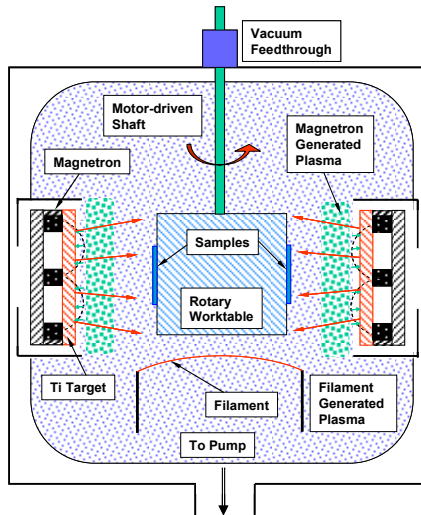 Vacuum
Feedthrough
Motor-driven
Shaft
Magnetron
Generated
Plasma
Magnetron
Samples
Rotary
Worktable
Ti Target
Filament
Filament
Generated
Plasma
To Pump